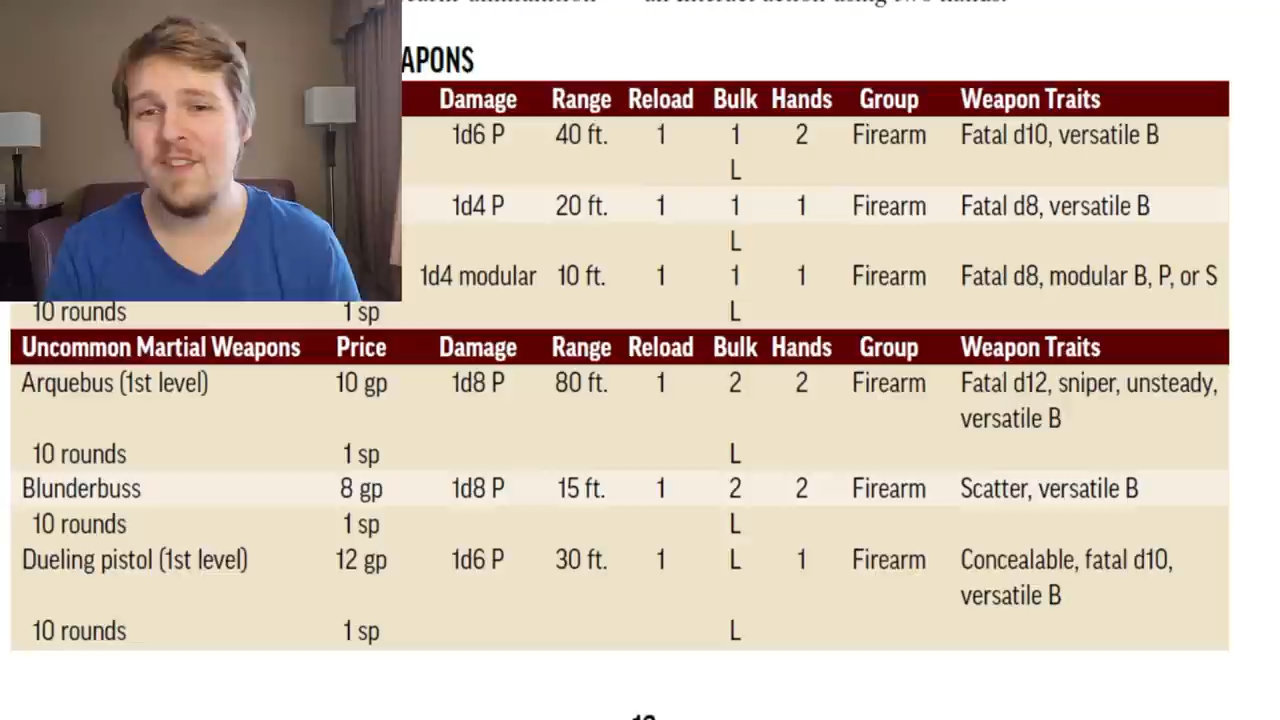 an Interact action using two hands.
APONS
Damage Range Reload Bulk Hands Group Weapon Traits
1d6 P 40 ft. 1 1 2 Firearm Fatal d10, versatile B
L
1d4 P 20 ft. 1 1 1 Firearm Fatal d8, versatile B
L
1d4 modular 10 ft. 1 1 1 Firearm Fatal d8, modular B, P, or S
10 rounds 1 sp L
Uncommon Martial Weapons Price Damage Range Reload Bulk Hands Group Weapon Traits
Arquebus (1st level) 10 gp 1d8 P 80 ft. 1 2 2 Firearm Fatal d12, sniper, unsteady,
versatile B
10 rounds 1 sp L
Blunderbuss 8 gp 1d8 P 15 ft. 1 2 2 Firearm Scatter, versatile B
10 rounds 1 sp L
Dueling pistol (1st level) 12 gp 1d6 P 30 ft. 1 L 1 Firearm Concealable, fatal d10,
versatile B
10 rounds 1 sp L